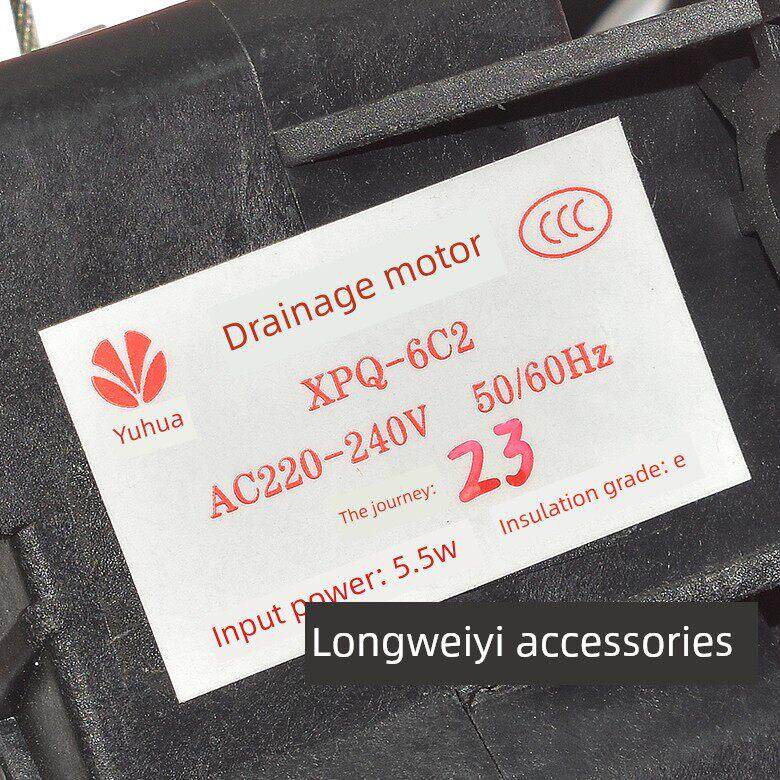 CCC
Drainage motor
Yuhua
XPQ-6C2
AC220-240V 50/60Hz
The journey: 23
Insulation grade: e
Input power: 5.5w
Longweiyi accessories